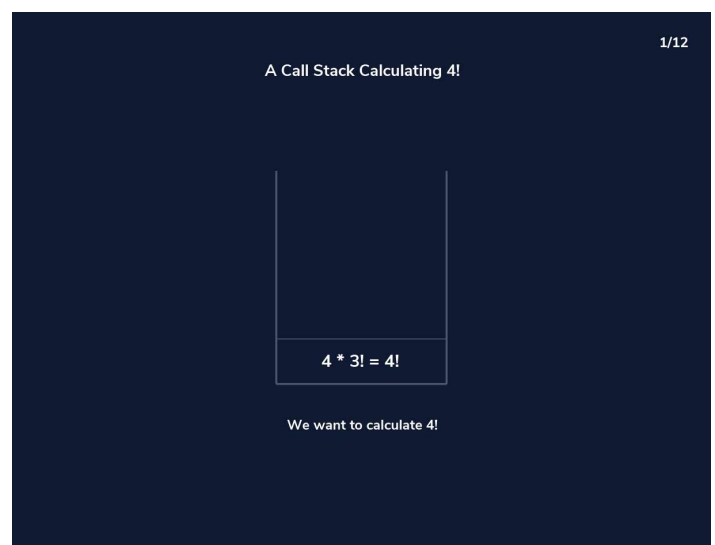 1/12
A Call Stack Calculating 4!
4 * 3! = 4!
We want to calculate 4!